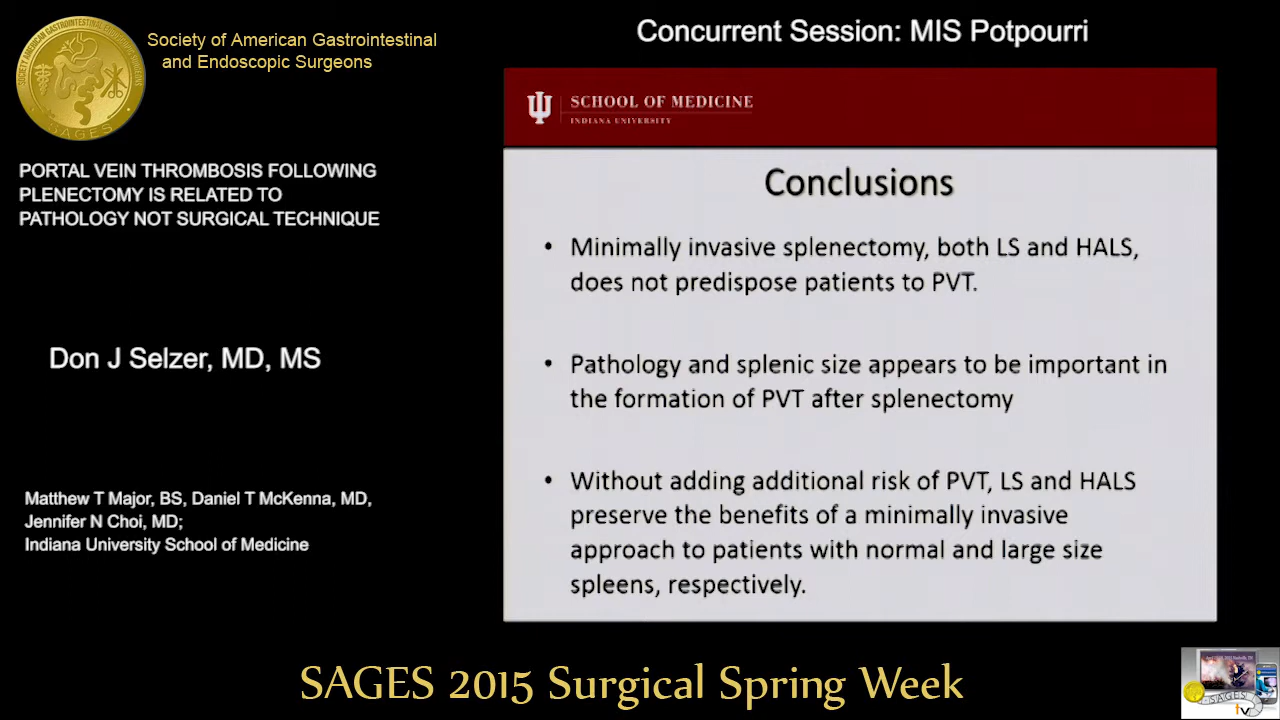 Society of American Gastrointestinal
and Endoscopic Surgeons
SAGES
Concurrent Session: MIS Potpourri
PORTAL VEIN THROMBOSIS FOLLOWING
PLENECTOMY IS RELATED TO
PATHOLOGY NOT SURGICAL TECHNIQUE
Don J Selzer, MD, MS
Matthew T Major, BS, Daniel T McKenna, MD,
Jennifer N Choi, MD;
Indiana University School of Medicine
SCHOOL OF MEDICINE
INDIANA UNIVERSITY
Conclusions
• Minimally invasive splenectomy, both LS and HALS,
does not predispose patients to PVT.
• Pathology and splenic size appears to be important in
the formation of PVT after splenectomy
• Without adding additional risk of PVT, LS and HALS
preserve the benefits of a minimally invasive
approach to patients with normal and large size
spleens, respectively.
SAGES 2015 Surgical Spring Week
SAGES
tv